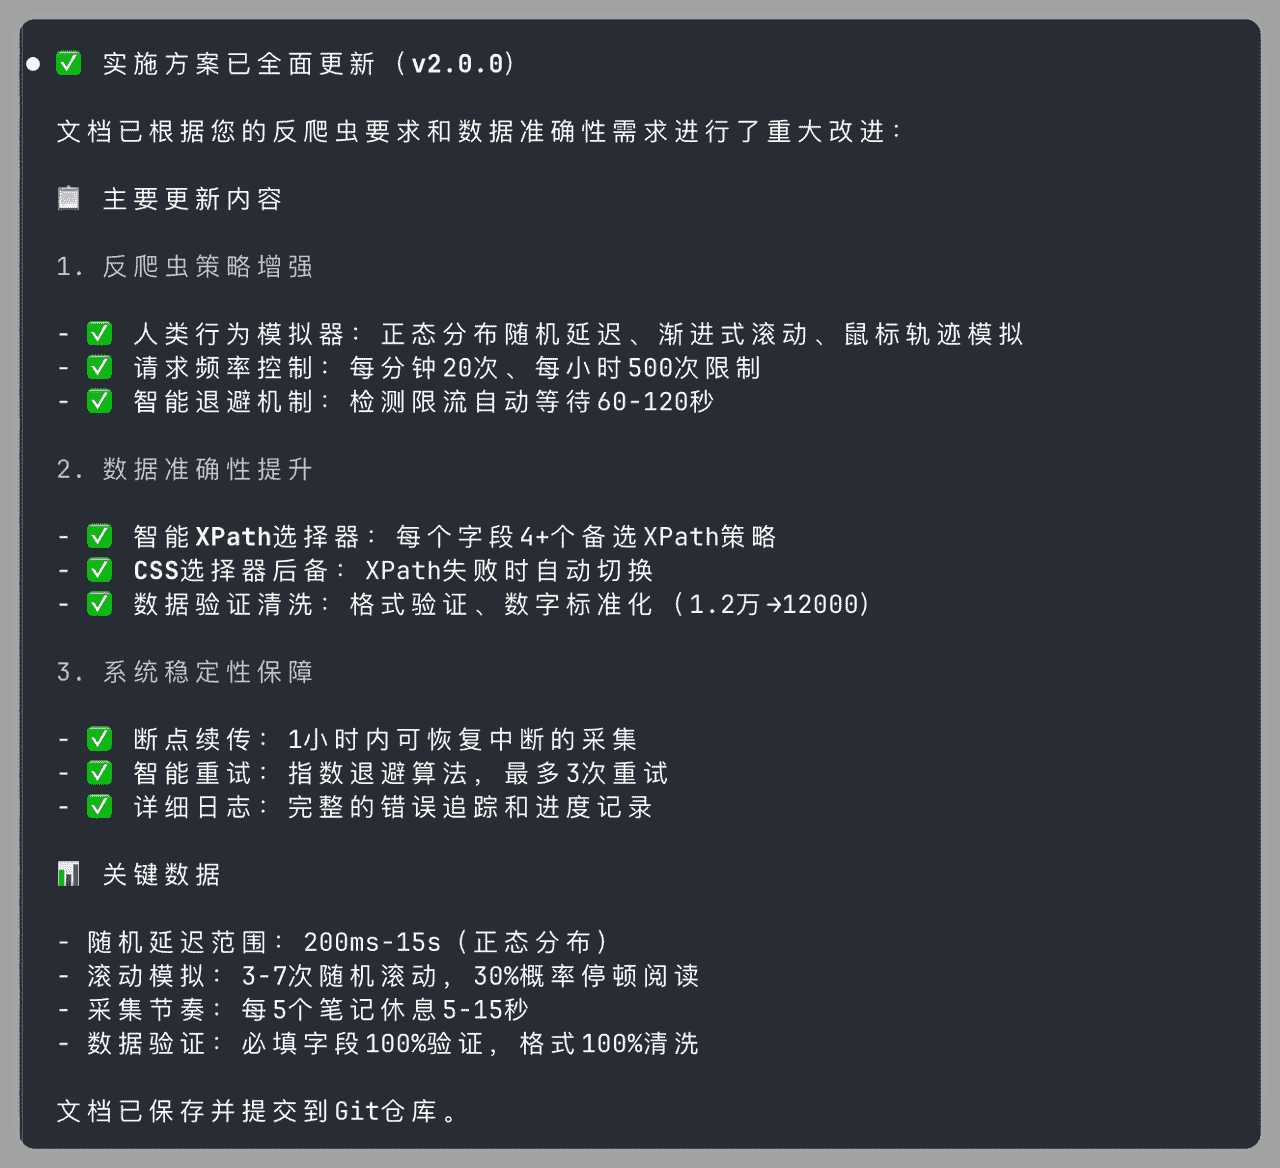 ● ✅ 实施方案已全面更新（v2.0.0）
文档已根据您的反爬虫要求和数据准确性需求进行了重大改进：
📋 主要更新内容
1. 反爬虫策略增强
- ✅ 人类行为模拟器：正态分布随机延迟、渐进式滚动、鼠标轨迹模拟
- ✅ 请求频率控制：每分钟20次、每小时500次限制
- ✅ 智能退避机制：检测限流自动等待60-120秒
2. 数据准确性提升
- ✅ 智能XPath选择器：每个字段4+个备选XPath策略
- ✅ CSS选择器后备：XPath失败时自动切换
- ✅ 数据验证清洗：格式验证、数字标准化（1.2万→12000）
3. 系统稳定性保障
- ✅ 断点续传：1小时内可恢复中断的采集
- ✅ 智能重试：指数退避算法，最多3次重试
- ✅ 详细日志：完整的错误追踪和进度记录
📊 关键数据
- 随机延迟范围：200ms-15s（正态分布）
- 滚动模拟：3-7次随机滚动，30%概率停顿阅读
- 采集节奏：每5个笔记休息5-15秒
- 数据验证：必填字段100%验证，格式100%清洗
文档已保存并提交到Git仓库。